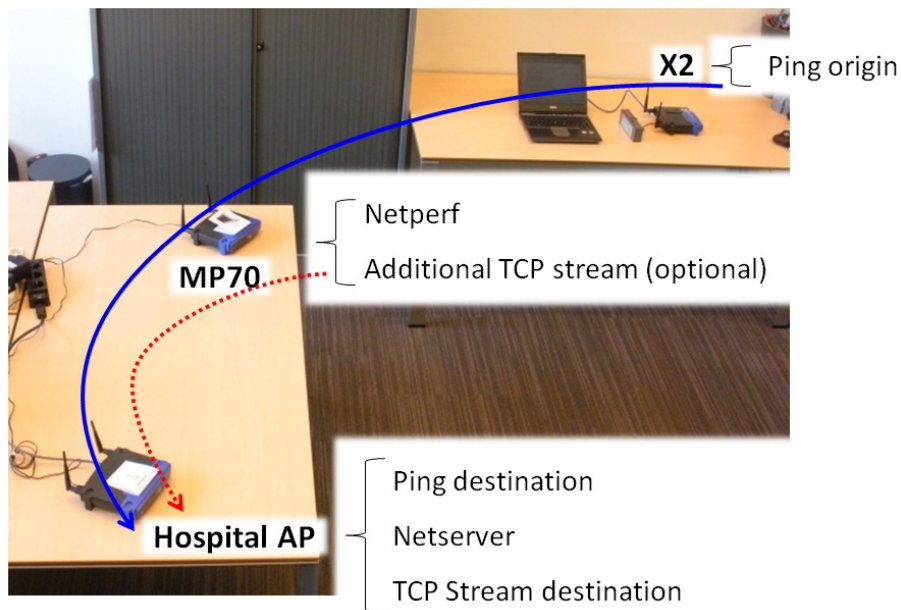 X2
Ping origin
Netperf
MP70
Additional TCP stream (optional)
Ping destination
Hospital AP
Netserver
TCP Stream destination